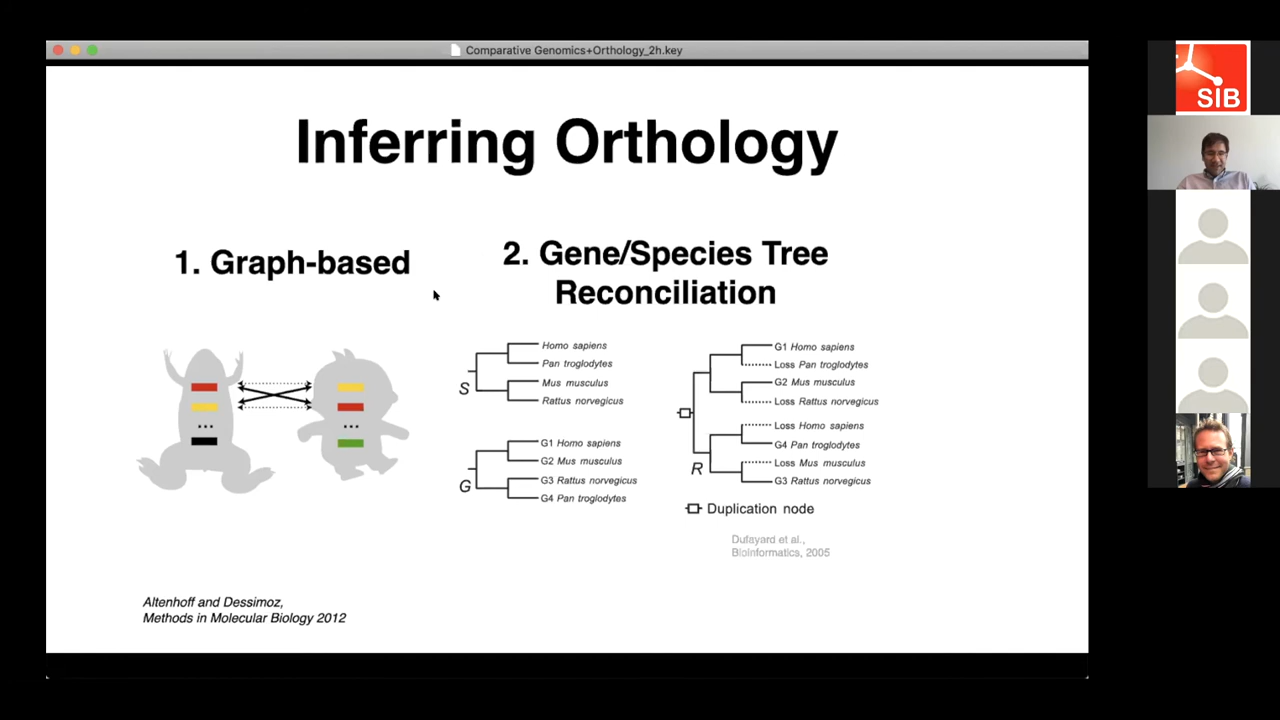 Comparative Genomics+Orthology_2h.key
SIB
Inferring Orthology
1. Graph-based
2. Gene/Species Tree
Reconciliation
...
...
S
Homo sapiens
Pan troglodytes
Mus musculus
Rattus norvegicus
G
G1 Homo sapiens
G2 Mus musculus
G3 Rattus norvegicus
G4 Pan troglodytes
R
G1 Homo sapiens
Loss Pan troglodytes
G2 Mus musculus
Loss Rattus norvegicus
Loss Homo sapiens
G4 Pan troglodytes
Loss Mus musculus
G3 Rattus norvegicus
Duplication node
Dufayard et al.,
Bioinformatics, 2005
Altenhoff and Dessimoz,
Methods in Molecular Biology 2012